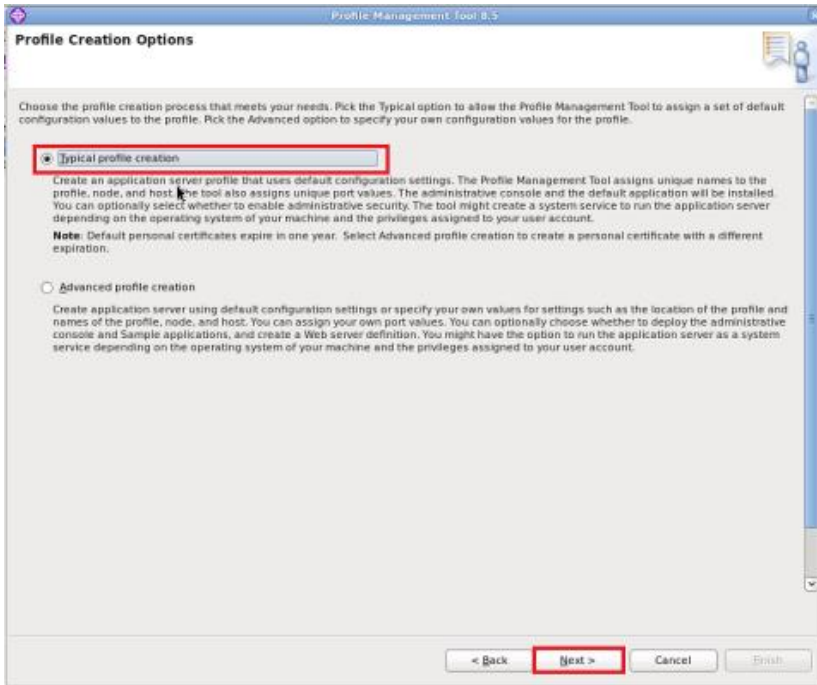 Profile Management Tool 8.5
Profile Creation Options
Choose the profile creation process that meets your needs. Pick the Typical option to allow the Profile Management Tool to assign a set of default
configuration values to the profile. Pick the Advanced option to specify your own configuration values for the profile.
Typical profile creation
Create an application server profile that uses default configuration settings. The Profile Management Tool assigns unique names to the
profile, node, and host. The tool also assigns unique port values. The administrative console and the default application will be installed.
You can optionally select whether to enable administrative security. The tool might create a system service to run the application server
depending on the operating system of your machine and the privileges assigned to your user account.
Note: Default personal certificates expire in one year. Select Advanced profile creation to create a personal certificate with a different
expiration.
Advanced profile creation
Create application server using default configuration settings or specify your own values for settings such as the location of the profile and
names of the profile, node, and host. You can assign your own port values. You can optionally choose whether to deploy the administrative
console and Sample applications, and create a Web server definition. You might have the option to run the application server as a system
service depending on the operating system of your machine and the privileges assigned to your user account.
< Back Next > Cancel Finish